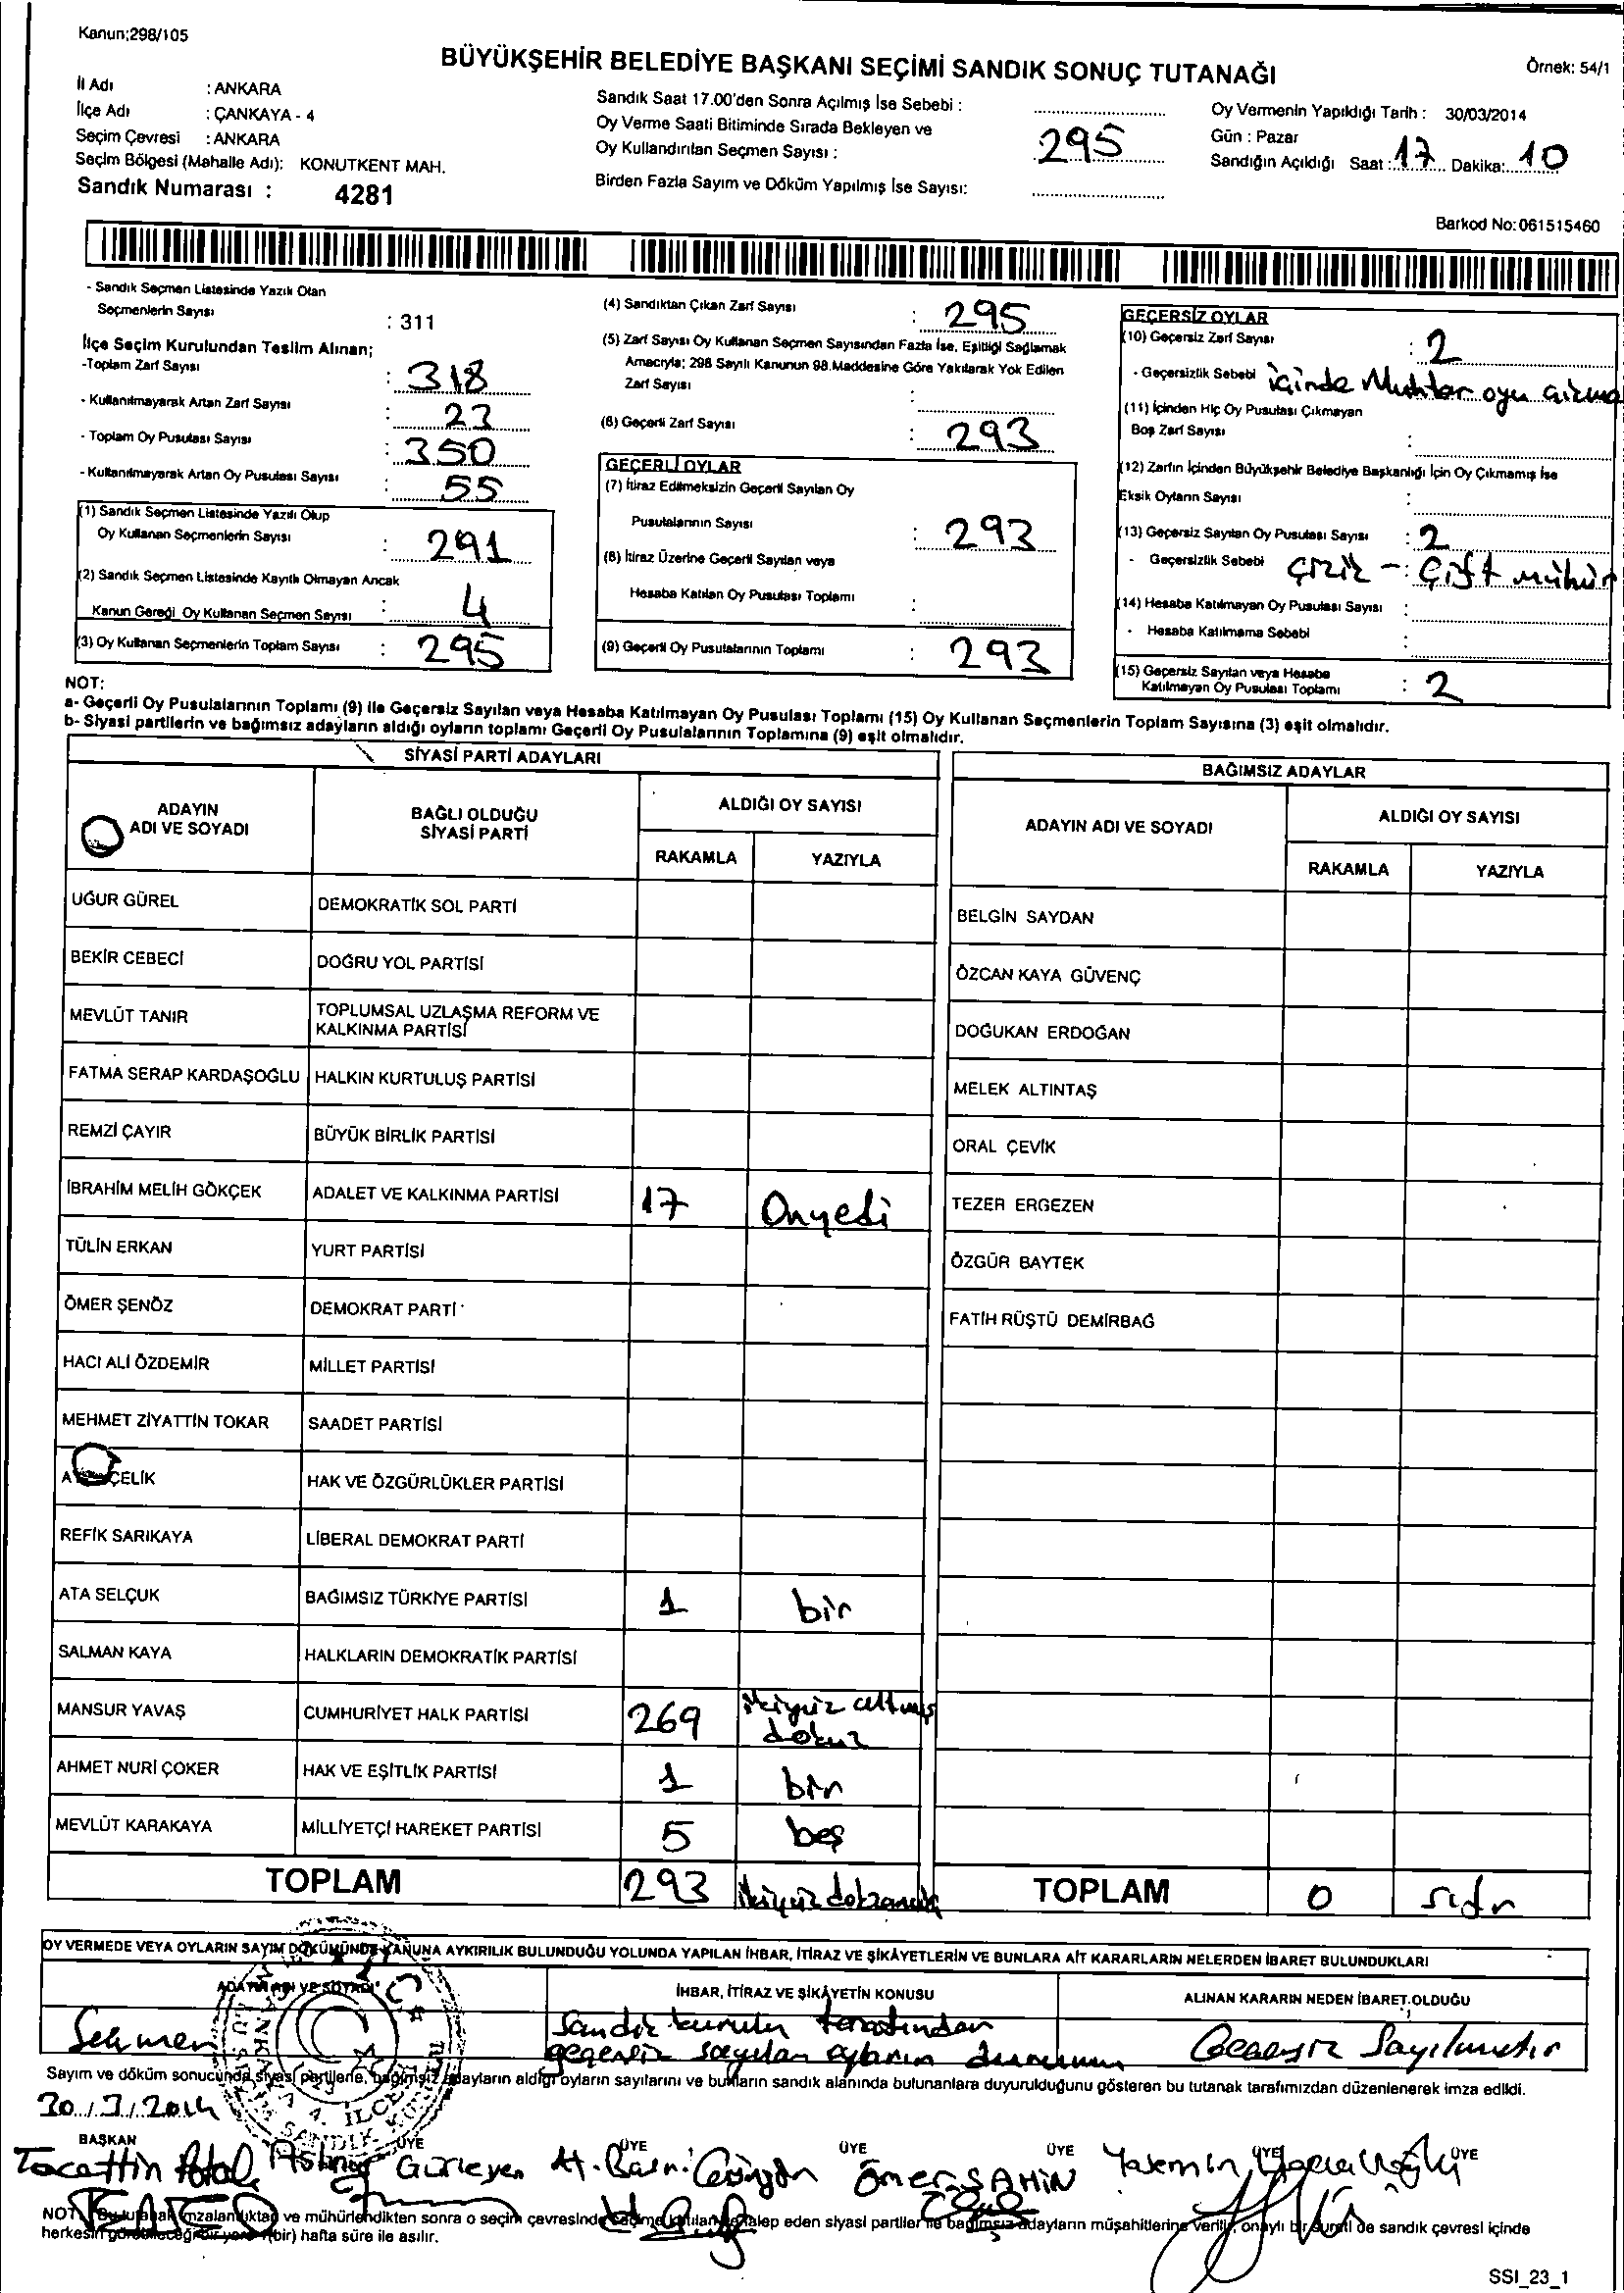 Kanun;298/105
BÜYÜKŞEHİR BELEDİYE BAŞKANI SEÇİMİ SANDIK SONUÇ TUTANAĞI
Örnek: 54/1
İl Adı : ANKARA
İlçe Adı : ÇANKAYA - 4
Seçim Çevresi : ANKARA
Seçim Bölgesi (Mahalle Adı): KONUTKENT MAH.
Sandık Numarası : 4281
Sandık Saat 17.00'den Sonra Açılmış İse Sebebi :
Oy Verme Saati Bitiminde Sırada Bekleyen ve
Oy Kullandırılan Seçmen Sayısı : 295
Birden Fazla Sayım ve Döküm Yapılmış İse Sayısı:
Oy Vermenin Yapıldığı Tarih : 30/03/2014
Gün : Pazar
Sandığın Açıldığı Saat : 17 Dakika: 10
Barkod No:061515460
- Sandık Seçmen Listesinde Yazılı Olan
Seçmenlerin Sayısı : 311
İlçe Seçim Kurulundan Teslim Alınan;
-Toplam Zarf Sayısı : 318
- Kullanılmayarak Artan Zarf Sayısı : 23
- Toplam Oy Pusulası Sayısı : 350
- Kullanılmayarak Artan Oy Pusulası Sayısı : 55
(1) Sandık Seçmen Listesinde Yazılı Olup
Oy Kullanan Seçmenlerin Sayısı : 291
(2) Sandık Seçmen Listesinde Kayıtlı Olmayan Ancak
Kanun Gereği Oy Kullanan Seçmen Sayısı : 4
(3) Oy Kullanan Seçmenlerin Toplam Sayısı : 295
(4) Sandıktan Çıkan Zarf Sayısı : 295
(5) Zarf Sayısı Oy Kullanan Seçmen Sayısından Fazla İse, Eşitliği Sağlamak
Amacıyla; 298 Sayılı Kanunun 98.Maddesine Göre Yakılarak Yok Edilen
Zarf Sayısı :
(6) Geçerli Zarf Sayısı : 293
GEÇERLİ OYLAR
(7) İtiraz Edilmeksizin Geçerli Sayılan Oy
Pusulalarının Sayısı : 293
(8) İtiraz Üzerine Geçerli Sayılan veya
Hesaba Katılan Oy Pusulası Toplamı :
(9) Geçerli Oy Pusulalarının Toplamı : 293
GEÇERSİZ OYLAR
(10) Geçersiz Zarf Sayısı : 2
- Geçersizlik Sebebi içinde Muhtar oyu çıkma
(11) İçinden Hiç Oy Pusulası Çıkmayan
Boş Zarf Sayısı :
(12) Zarfın İçinden Büyükşehir Belediye Başkanlığı İçin Oy Çıkmamış İse
Eksik Oyların Sayısı :
(13) Geçersiz Sayılan Oy Pusulası Sayısı : 2
- Geçersizlik Sebebi : Çizik - Çift mühür
(14) Hesaba Katılmayan Oy Pusulası Sayısı :
- Hesaba Katılmama Sebebi :
(15) Geçersiz Sayılan veya Hesaba
Katılmayan Oy Pusulası Toplamı : 2
NOT:
a- Geçerli Oy Pusulalarının Toplamı (9) ile Geçersiz Sayılan veya Hesaba Katılmayan Oy Pusulası Toplamı (15) Oy Kullanan Seçmenlerin Toplam Sayısına (3) eşit olmalıdır.
b- Siyasi partilerin ve bağımsız adayların aldığı oyların toplamı Geçerli Oy Pusulalarının Toplamına (9) eşit olmalıdır.
SİYASİ PARTİ ADAYLARI
ADAYIN ADI VE SOYADI
BAĞLI OLDUĞU SİYASİ PARTİ
ALDIĞI OY SAYISI
RAKAMLA YAZIYLA
UĞUR GÜREL DEMOKRATİK SOL PARTİ
BEKİR CEBECİ DOĞRU YOL PARTİSİ
MEVLÜT TANIR TOPLUMSAL UZLAŞMA REFORM VE
KALKINMA PARTİSİ
FATMA SERAP KARDAŞOĞLU HALKIN KURTULUŞ PARTİSİ
REMZİ ÇAYIR BÜYÜK BİRLİK PARTİSİ
İBRAHİM MELİH GÖKÇEK ADALET VE KALKINMA PARTİSİ 17 Onyedi
TÜLİN ERKAN YURT PARTİSİ
ÖMER ŞENÖZ DEMOKRAT PARTİ
HACI ALİ ÖZDEMİR MİLLET PARTİSİ
MEHMET ZİYATTİN TOKAR SAADET PARTİSİ
ÇELİK HAK VE ÖZGÜRLÜKLER PARTİSİ
REFİK SARIKAYA LİBERAL DEMOKRAT PARTİ
ATA SELÇUK BAĞIMSIZ TÜRKİYE PARTİSİ 1 bir
SALMAN KAYA HALKLARIN DEMOKRATİK PARTİSİ
MANSUR YAVAŞ CUMHURİYET HALK PARTİSİ 269 ikiyüz altmış
dokuz
AHMET NURİ ÇOKER HAK VE EŞİTLİK PARTİSİ 1 bir
MEVLÜT KARAKAYA MİLLİYETÇİ HAREKET PARTİSİ 5 beş
TOPLAM 293 ikiyüz doksanüç
BAĞIMSIZ ADAYLAR
ADAYIN ADI VE SOYADI
ALDIĞI OY SAYISI
RAKAMLA YAZIYLA
BELGİN SAYDAN
ÖZCAN KAYA GÜVENÇ
DOĞUKAN ERDOĞAN
MELEK ALTINTAŞ
ORAL ÇEVİK
TEZER ERGEZEN
ÖZGÜR BAYTEK
FATİH RÜŞTÜ DEMİRBAĞ
TOPLAM 0 sıfır
OY VERMEDE VEYA OYLARIN SAYIM DÖKÜMÜNDE KANUNA AYKIRILIK BULUNDUĞU YOLUNDA YAPILAN İHBAR, İTİRAZ VE ŞİKÂYETLERİN VE BUNLARA AİT KARARLARIN NELERDEN İBARET BULUNDUKLARI
ADAYIN ADI VE SOYADI
İHBAR, İTİRAZ VE ŞİKÂYETİN KONUSU
ALINAN KARARIN NEDEN İBARET OLDUĞU
Seçmen
Sandık kurulu tarafından
geçersiz sayılan oyların durumu
Geçersiz Sayılmıştır
Sayım ve döküm sonucunda siyasi partilerle, bağımsız adayların aldığı oyların sayılarını ve bunların sandık alanında bulunanlara duyurulduğunu gösteren bu tutanak tarafımızdan düzenlenerek imza edildi.
30/3/2014
BAŞKAN ÜYE ÜYE ÜYE ÜYE ÜYE ÜYE
Tacettin Gürleyen Ömer ŞAHİN Yasemin
NOT: Bu tutanak imzalandıktan ve mühürlendikten sonra o seçim çevresinde seçime katılan ve talep eden siyasi partiler ile bağımsız adayların müşahitlerine verilir, onaylı bir sureti de sandık çevresi içinde
herkesin görebileceği bir yere (bir) hafta süre ile asılır.
SSI_23_1